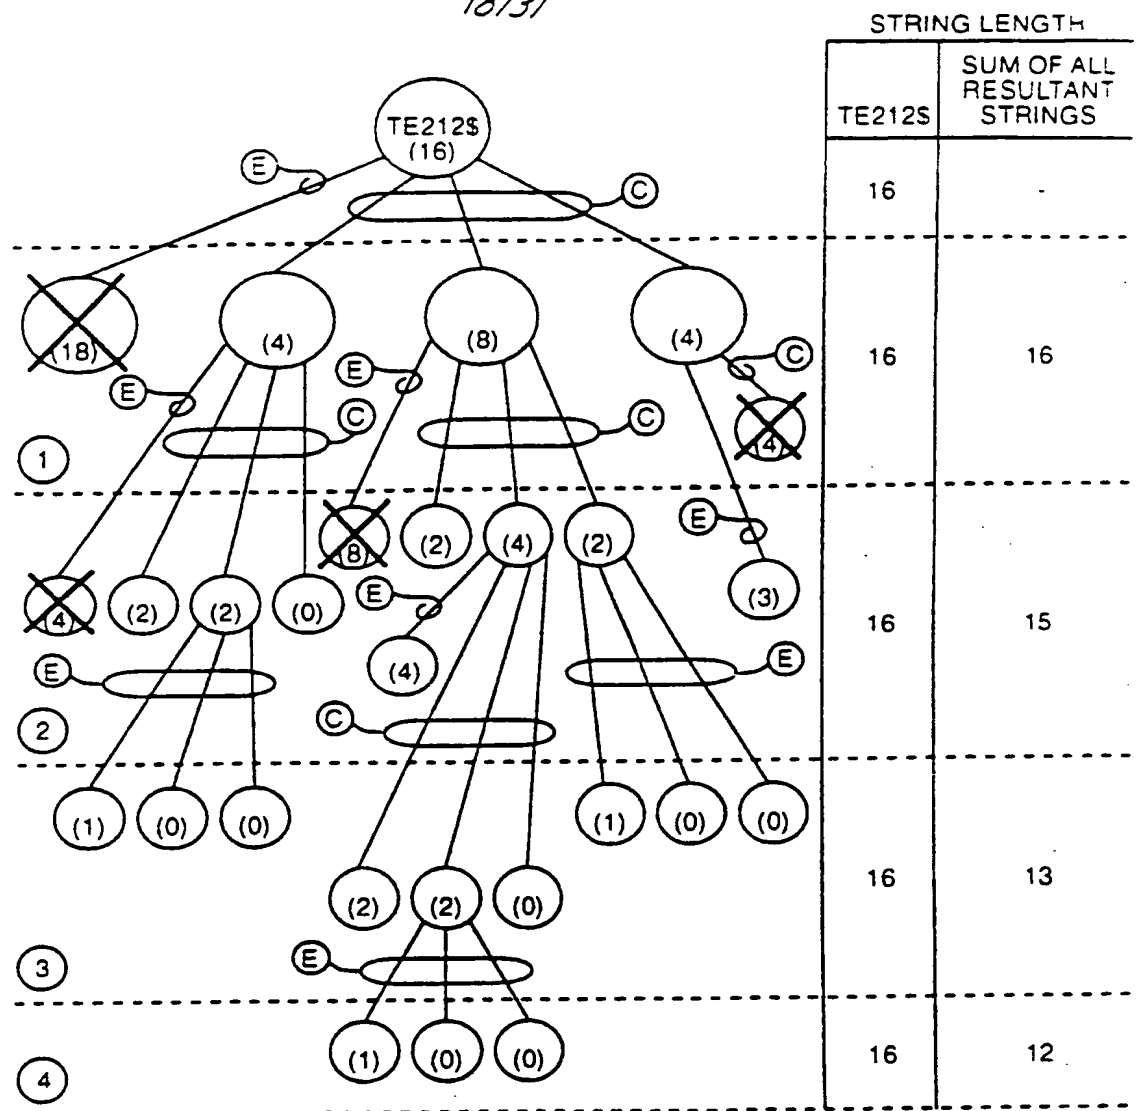 18/31
STRING LENGTH
TE212$
SUM OF ALL
RESULTANT
STRINGS
TE212$
(16)
E
C
16
-
(18)
(4)
(8)
(4)
E
E
C
C
C
(4)
16
16
1
(8)
(2)
(4)
(2)
E
(4)
(2)
(2)
(0)
E
(3)
16
15
E
(4)
E
C
2
(1)
(0)
(0)
(1)
(0)
(0)
(2)
(2)
(0)
16
13
E
3
(1)
(0)
(0)
16
12
4